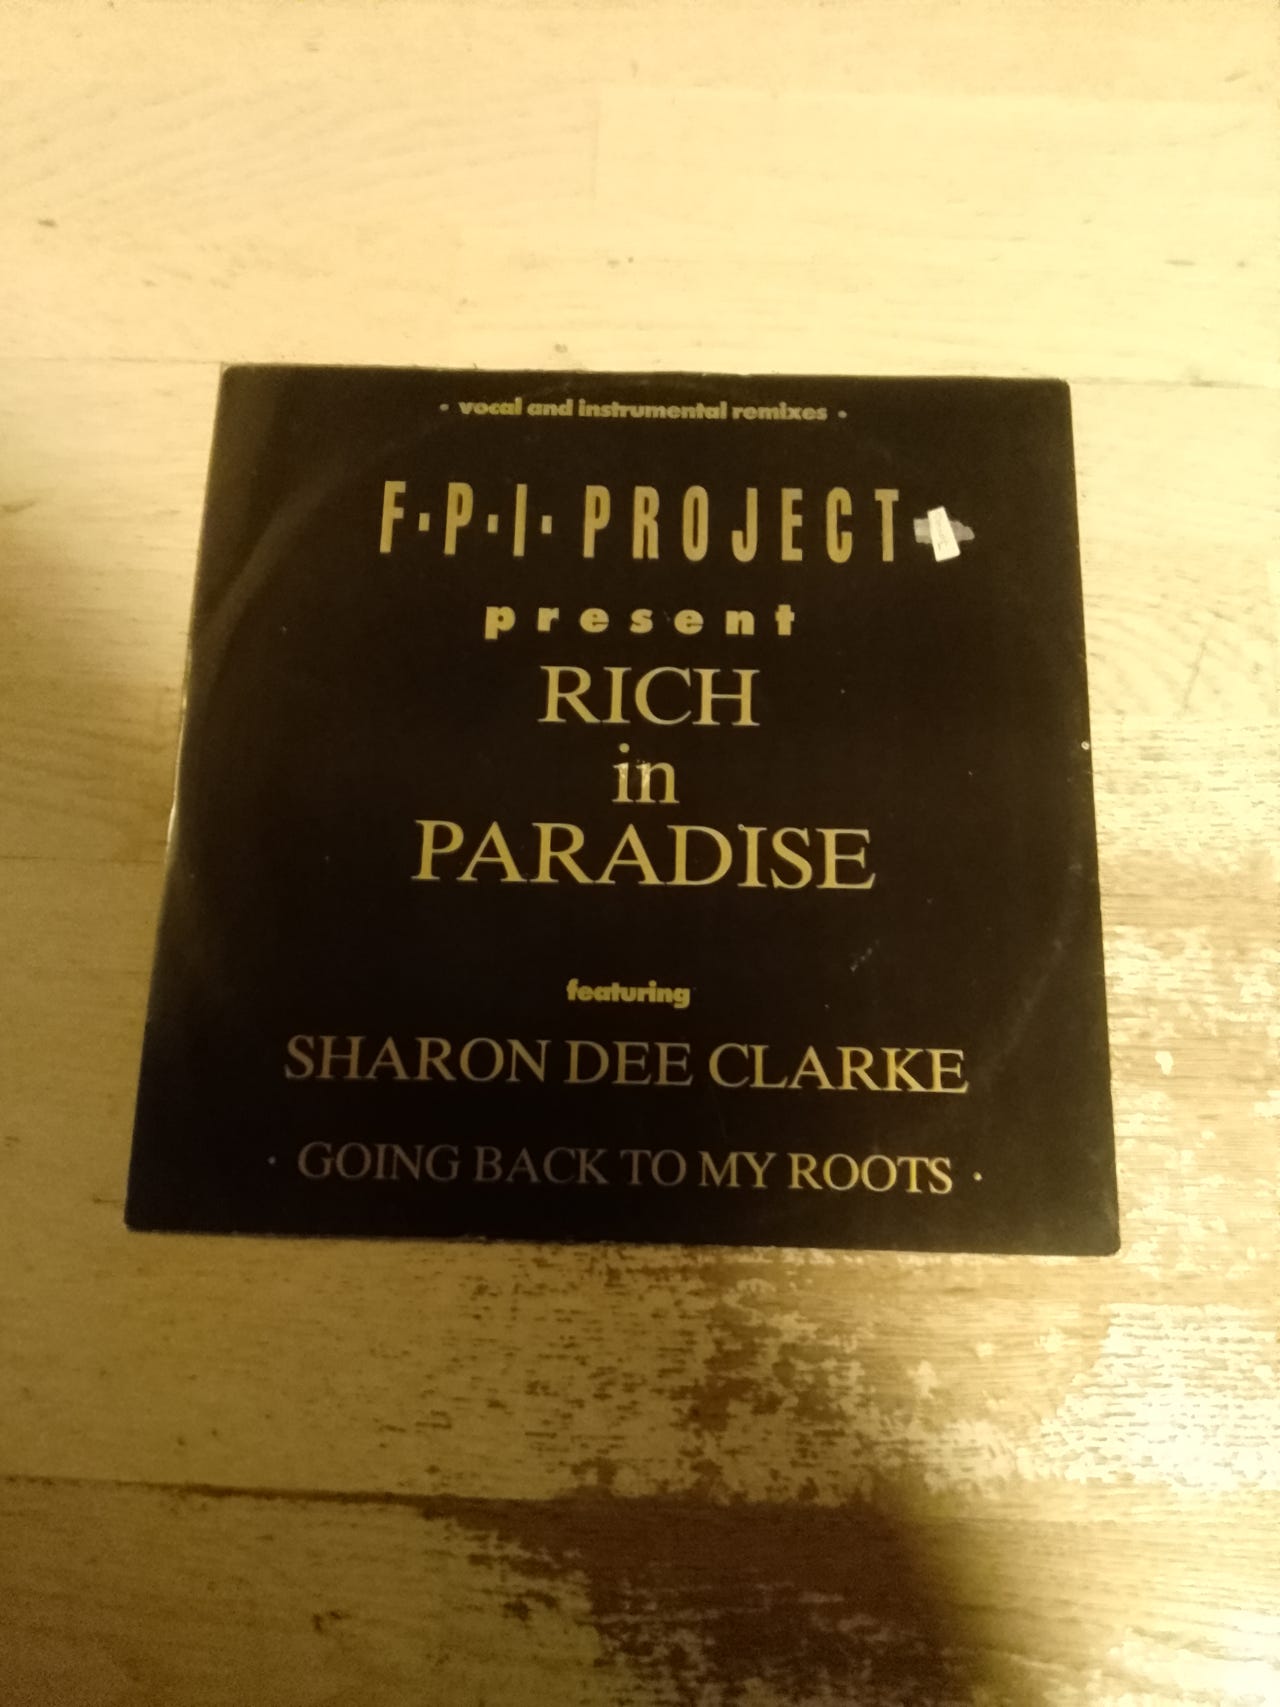 · vocal and instrumental remixes ·
F·P·I· PROJECT
present
RICH
in
PARADISE
featuring
SHARON DEE CLARKE
· GOING BACK TO MY ROOTS ·